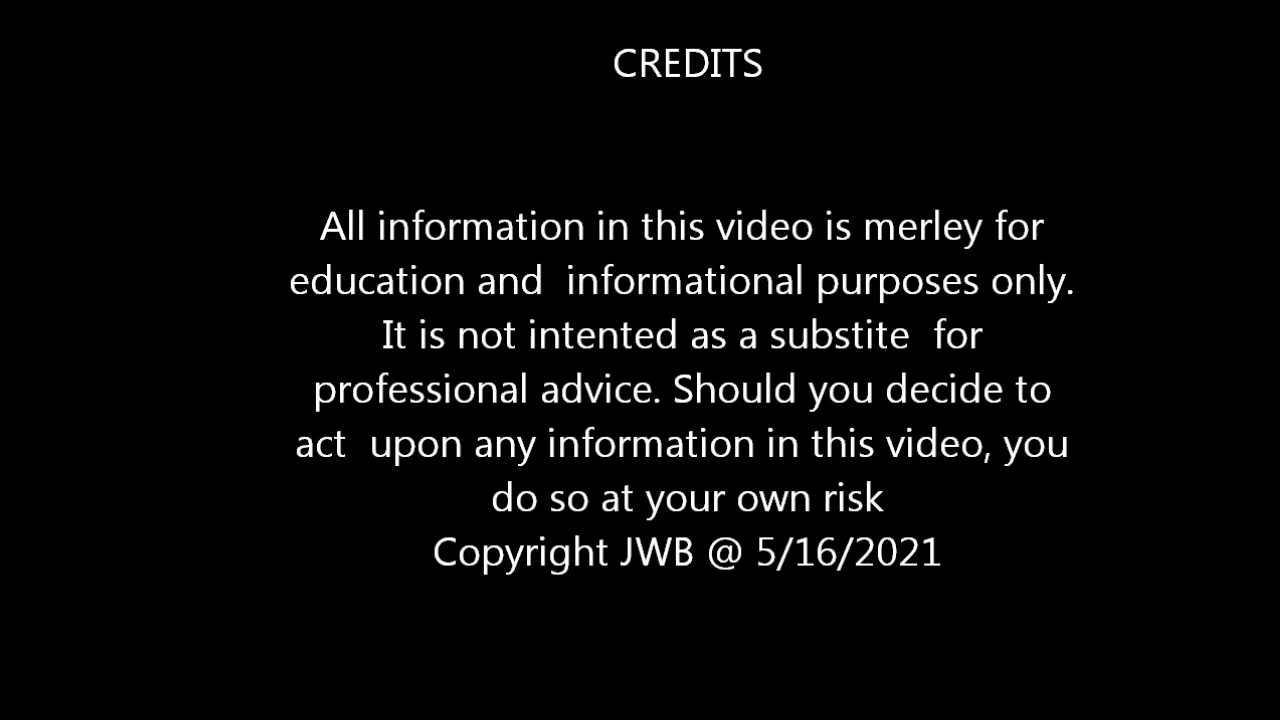 CREDITS
All information in this video is merley for
education and  informational purposes only.
It is not intented as a substite  for
professional advice. Should you decide to
act  upon any information in this video, you
do so at your own risk
Copyright JWB @ 5/16/2021